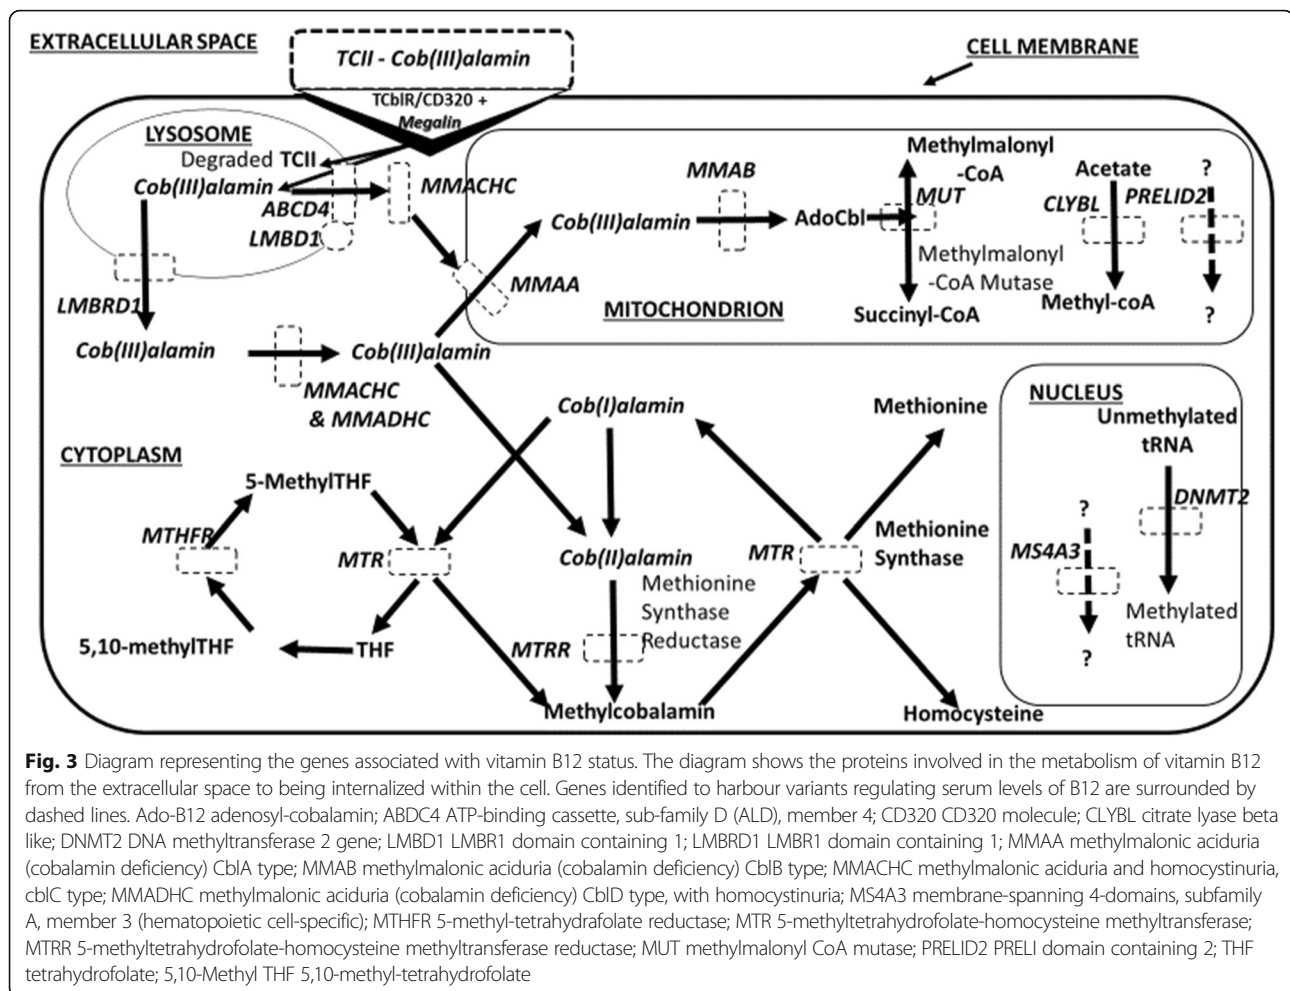 EXTRACELLULAR SPACE
TCII - Cob(III)alamin
CELL MEMBRANE
TCblR/CD320 +
Megalin
LYSOSOME
Degraded TCII
Cob(III)alamin
ABCD4
LMBD1
MMACHC
LMBRD1
Cob(III)alamin
MMACHC
& MMADHC
Cob(III)alamin
MMAA
Cob(III)alamin
MMAB
AdoCbl
Methylmalonyl
-CoA
MUT
Methylmalonyl
-CoA Mutase
Succinyl-CoA
MITOCHONDRION
Acetate
CLYBL
Methyl-coA
?
PRELID2
?
CYTOPLASM
5-MethylTHF
MTHFR
MTR
5,10-methylTHF
THF
Cob(I)alamin
Cob(II)alamin
Methionine
Synthase
Reductase
MTRR
Methylcobalamin
MTR
Methionine
Methionine
Synthase
Homocysteine
NUCLEUS
Unmethylated
tRNA
DNMT2
?
MS4A3
?
Methylated
tRNA
Fig. 3 Diagram representing the genes associated with vitamin B12 status. The diagram shows the proteins involved in the metabolism of vitamin B12
from the extracellular space to being internalized within the cell. Genes identified to harbour variants regulating serum levels of B12 are surrounded by
dashed lines. Ado-B12 adenosyl-cobalamin; ABDC4 ATP-binding cassette, sub-family D (ALD), member 4; CD320 CD320 molecule; CLYBL citrate lyase beta
like; DNMT2 DNA methyltransferase 2 gene; LMBD1 LMBR1 domain containing 1; LMBRD1 LMBR1 domain containing 1; MMAA methylmalonic aciduria
(cobalamin deficiency) CblA type; MMAB methylmalonic aciduria (cobalamin deficiency) CblB type; MMACHC methylmalonic aciduria and homocystinuria,
cblC type; MMADHC methylmalonic aciduria (cobalamin deficiency) CblD type, with homocystinuria; MS4A3 membrane-spanning 4-domains, subfamily
A, member 3 (hematopoietic cell-specific); MTHFR 5-methyl-tetrahydrafolate reductase; MTR 5-methyltetrahydrofolate-homocysteine methyltransferase;
MTRR 5-methyltetrahydrofolate-homocysteine methyltransferase reductase; MUT methylmalonyl CoA mutase; PRELID2 PRELI domain containing 2; THF
tetrahydrofolate; 5,10-Methyl THF 5,10-methyl-tetrahydrofolate